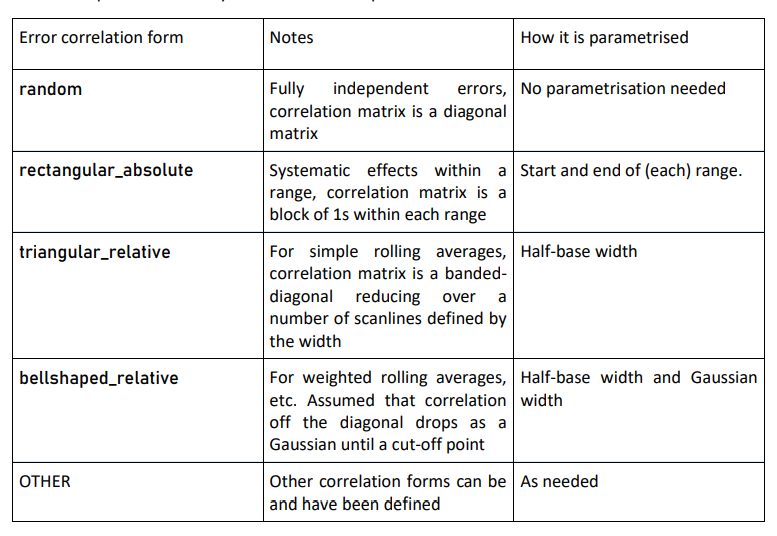 Error correlation form
Notes
How it is parametrised
random
Fully independent errors,
correlation matrix is a diagonal
matrix
No parametrisation needed
rectangular_absolute
Systematic effects within a
range, correlation matrix is a
block of 1s within each range
Start and end of (each) range.
triangular_relative
For simple rolling averages,
correlation matrix is a banded-
diagonal reducing over a
number of scanlines defined by
the width
Half-base width
bellshaped_relative
For weighted rolling averages,
etc. Assumed that correlation
off the diagonal drops as a
Gaussian until a cut-off point
Half-base width and Gaussian
width
OTHER
Other correlation forms can be
and have been defined
As needed